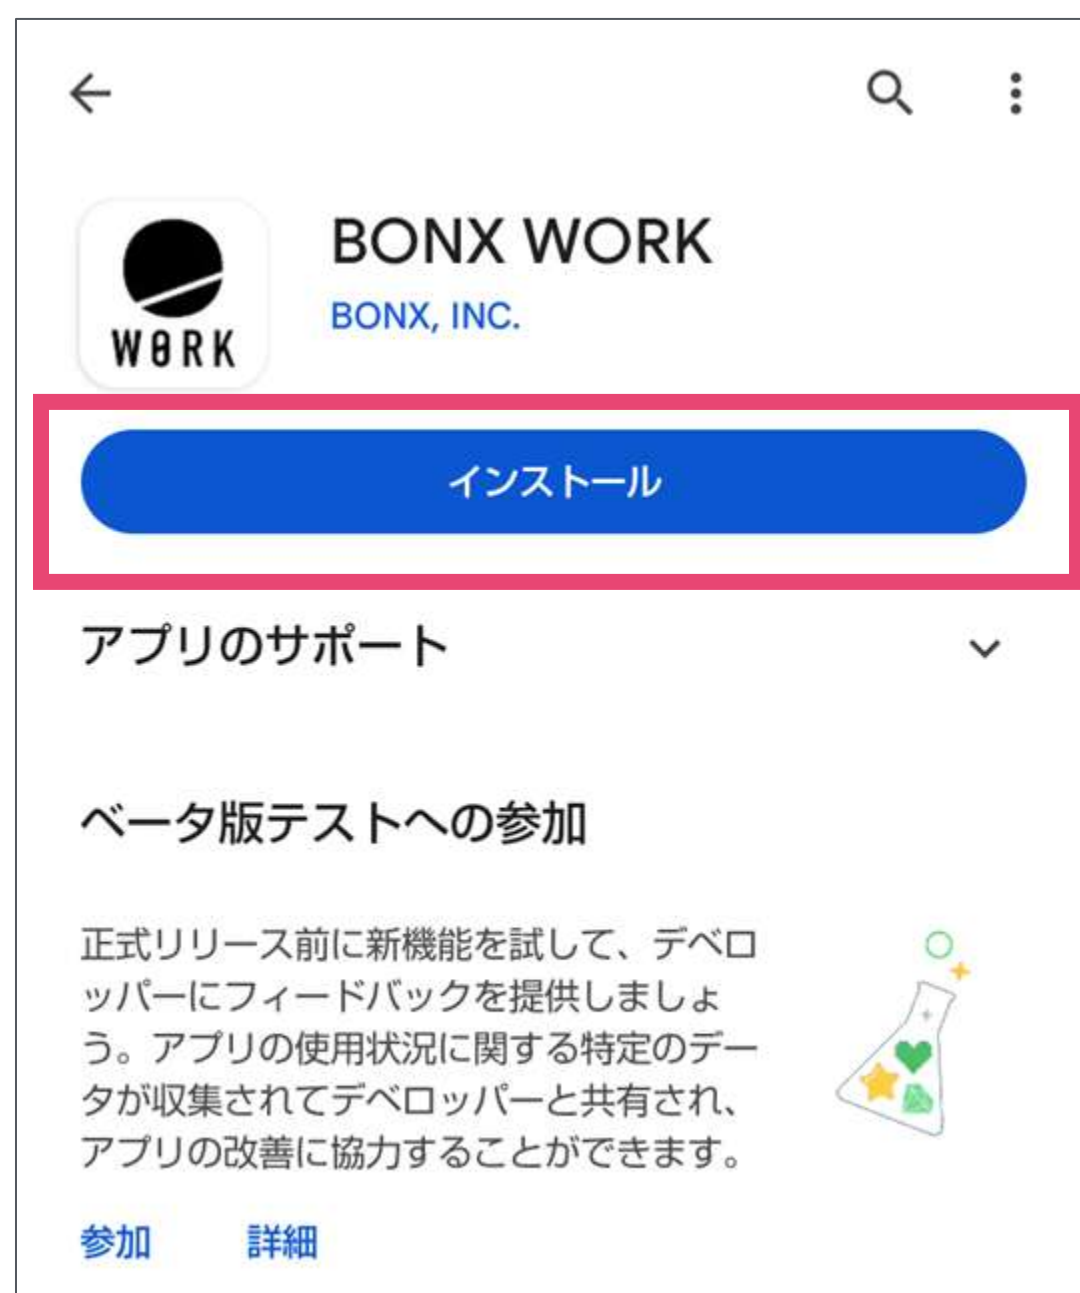 BONX WORK
BONX, INC.
WORK
インストール
アプリのサポート
ベータ版テストへの参加
正式リリース前に新機能を試して、デベロ
ッパーにフィードバックを提供しましょ
う。アプリの使用状況に関する特定のデー
タが収集されてデベロッパーと共有され、
アプリの改善に協力することができます。
参加 詳細